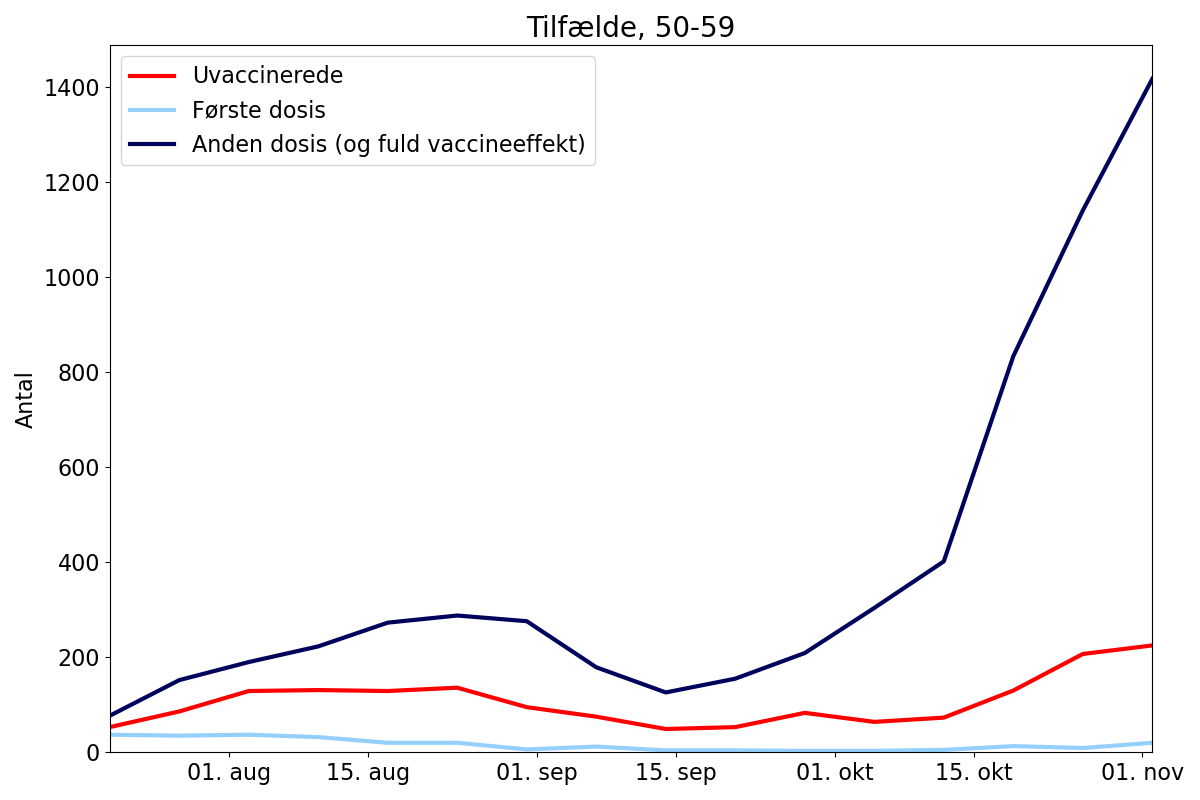 Tilfælde, 50-59
Uvaccinerede
Første dosis
Anden dosis (og fuld vaccineeffekt)
Antal
1400
1200
1000
800
600
400
200
0
01. aug 15. aug 01. sep 15. sep 01. okt 15. okt 01. nov